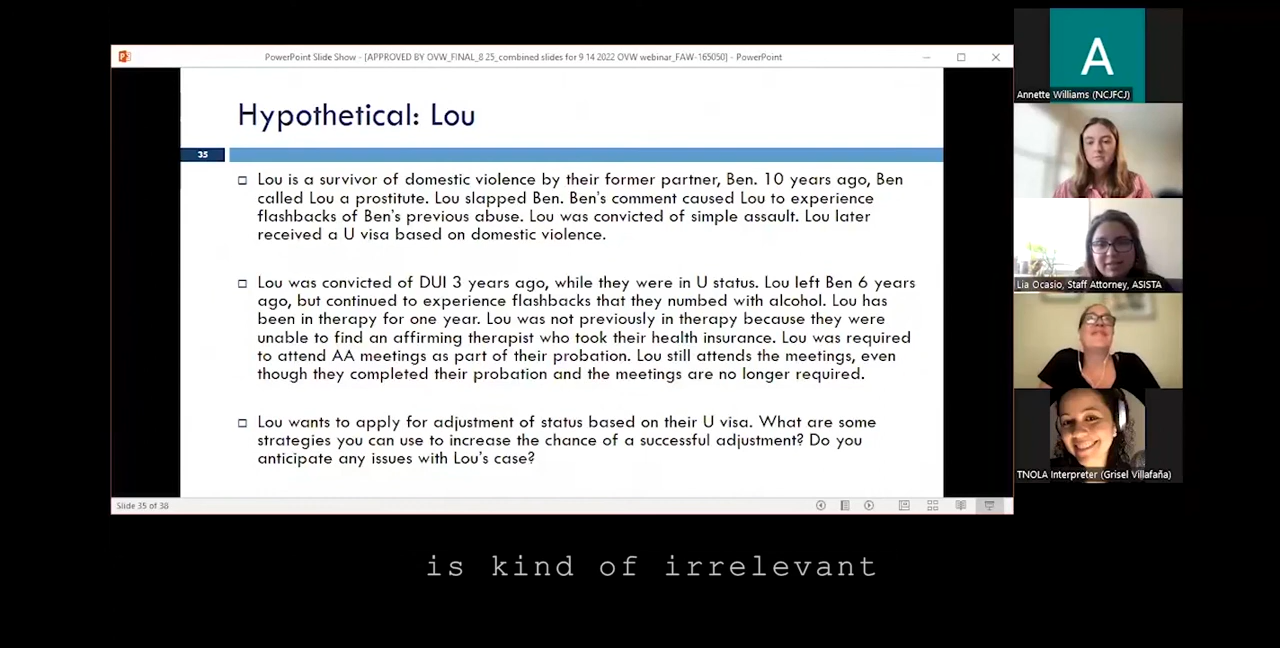 PowerPoint Slide Show - [APPROVED BY OVW_FINAL_8 25_combined slides for 9 14 2022 OVW webinar_FAW-165050] - PowerPoint
Hypothetical: Lou
35
Lou is a survivor of domestic violence by their former partner, Ben. 10 years ago, Ben
called Lou a prostitute. Lou slapped Ben. Ben's comment caused Lou to experience
flashbacks of Ben's previous abuse. Lou was convicted of simple assault. Lou later
received a U visa based on domestic violence.
Lou was convicted of DUI 3 years ago, while they were in U status. Lou left Ben 6 years
ago, but continued to experience flashbacks that they numbed with alcohol. Lou has
been in therapy for one year. Lou was not previously in therapy because they were
unable to find an affirming therapist who took their health insurance. Lou was required
to attend AA meetings as part of their probation. Lou still attends the meetings, even
though they completed their probation and the meetings are no longer required.
Lou wants to apply for adjustment of status based on their U visa. What are some
strategies you can use to increase the chance of a successful adjustment? Do you
anticipate any issues with Lou's case?
Slide 35 of 38
A
Annette Williams (NCJFCJ)
Lia Ocasio, Staff Attorney, ASISTA
TNOLA Interpreter (Grisel Villafaña)
is kind of irrelevant